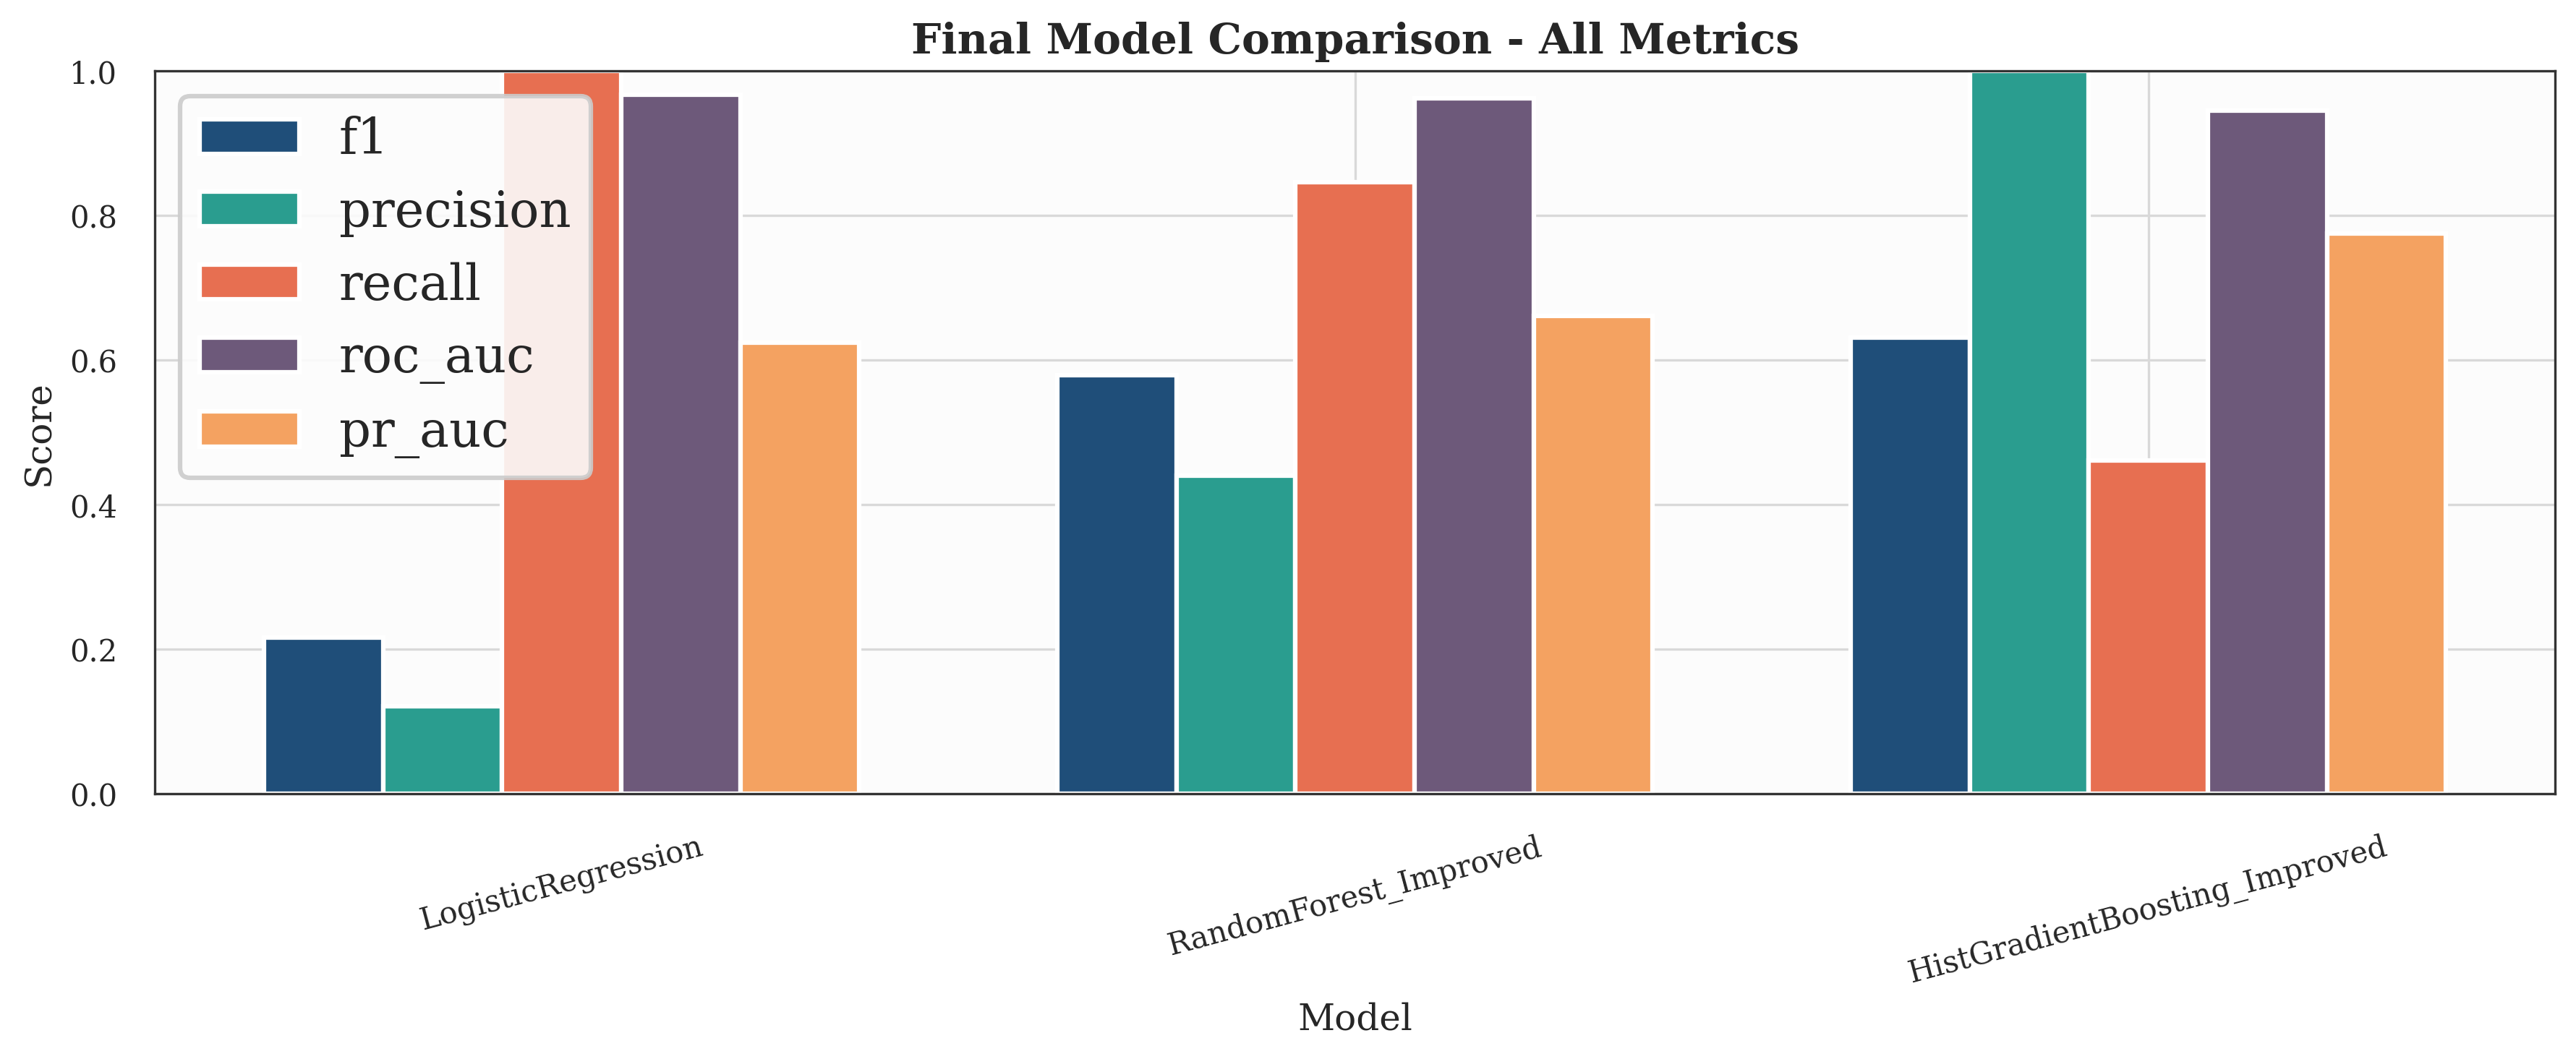 Final Model Comparison - All Metrics
1.0
0.8
0.6
0.4
0.2
0.0
Score
f1
precision
recall
roc_auc
pr_auc
LogisticRegression
RandomForest_Improved
HistGradientBoosting_Improved
Model